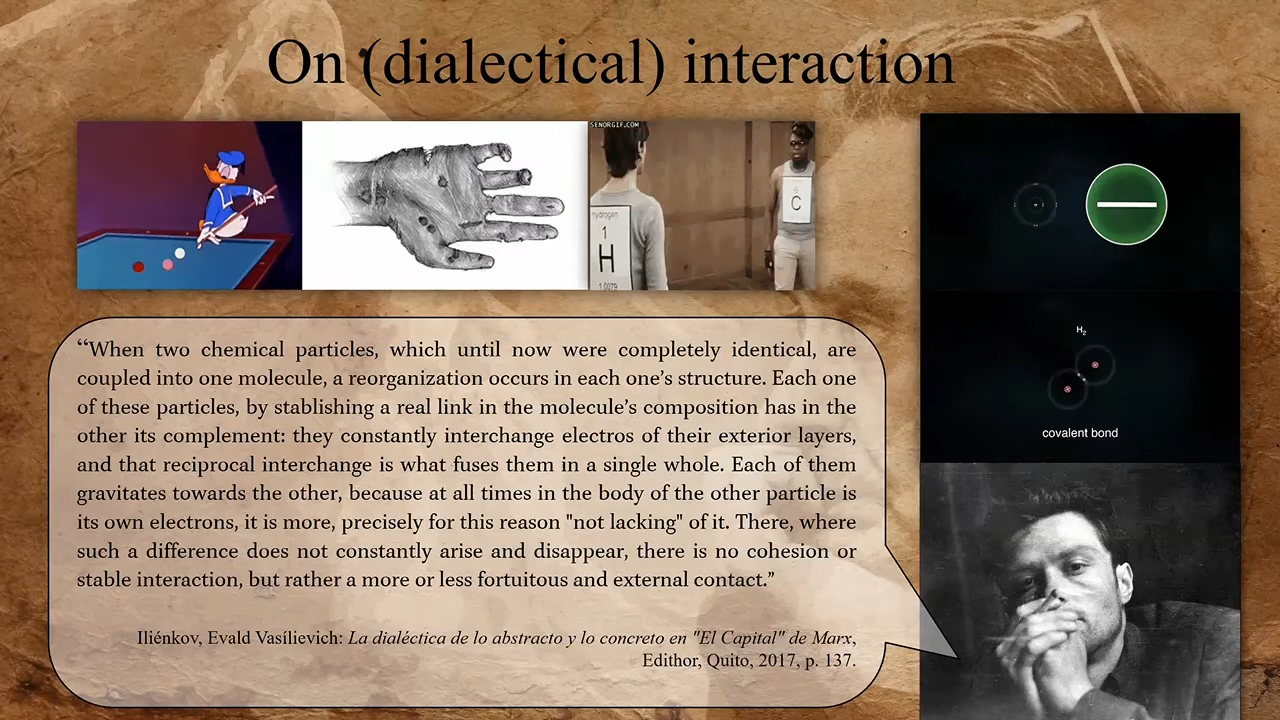 On (dialectical) interaction
SENORGIF.COM
hydrogen
1
H
1.0079
6
C
H2
covalent bond
“When two chemical particles, which until now were completely identical, are
coupled into one molecule, a reorganization occurs in each one’s structure. Each one
of these particles, by stablishing a real link in the molecule’s composition has in the
other its complement: they constantly interchange electros of their exterior layers,
and that reciprocal interchange is what fuses them in a single whole. Each of them
gravitates towards the other, because at all times in the body of the other particle is
its own electrons, it is more, precisely for this reason "not lacking" of it. There, where
such a difference does not constantly arise and disappear, there is no cohesion or
stable interaction, but rather a more or less fortuitous and external contact.”
Iliénkov, Evald Vasílievich: La dialéctica de lo abstracto y lo concreto en "El Capital" de Marx,
Edithor, Quito, 2017, p. 137.